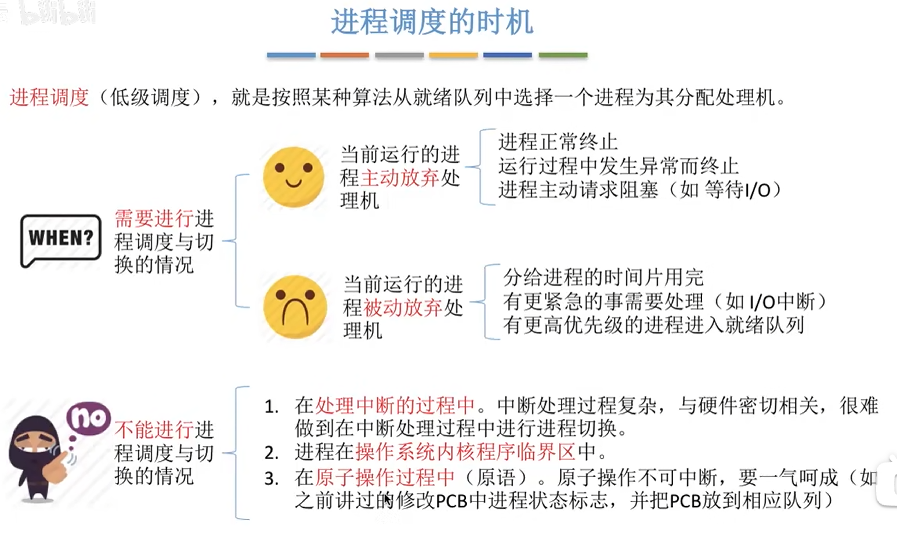 bilibili
进程调度的时机
进程调度（低级调度），就是按照某种算法从就绪队列中选择一个进程为其分配处理机。
WHEN?
需要进行进
程调度与切
换的情况
当前运行的进
程主动放弃处
理机
进程正常终止
运行过程中发生异常而终止
进程主动请求阻塞（如 等待I/O）
当前运行的进
程被动放弃处
理机
分给进程的时间片用完
有更紧急的事需要处理（如 I/O中断）
有更高优先级的进程进入就绪队列
no
不能进行进
程调度与切
换的情况
1. 在处理中断的过程中。中断处理过程复杂，与硬件密切相关，很难
做到在中断处理过程中进行进程切换。
2. 进程在操作系统内核程序临界区中。
3. 在原子操作过程中（原语）。原子操作不可中断，要一气呵成（如
之前讲过的修改PCB中进程状态标志，并把PCB放到相应队列）